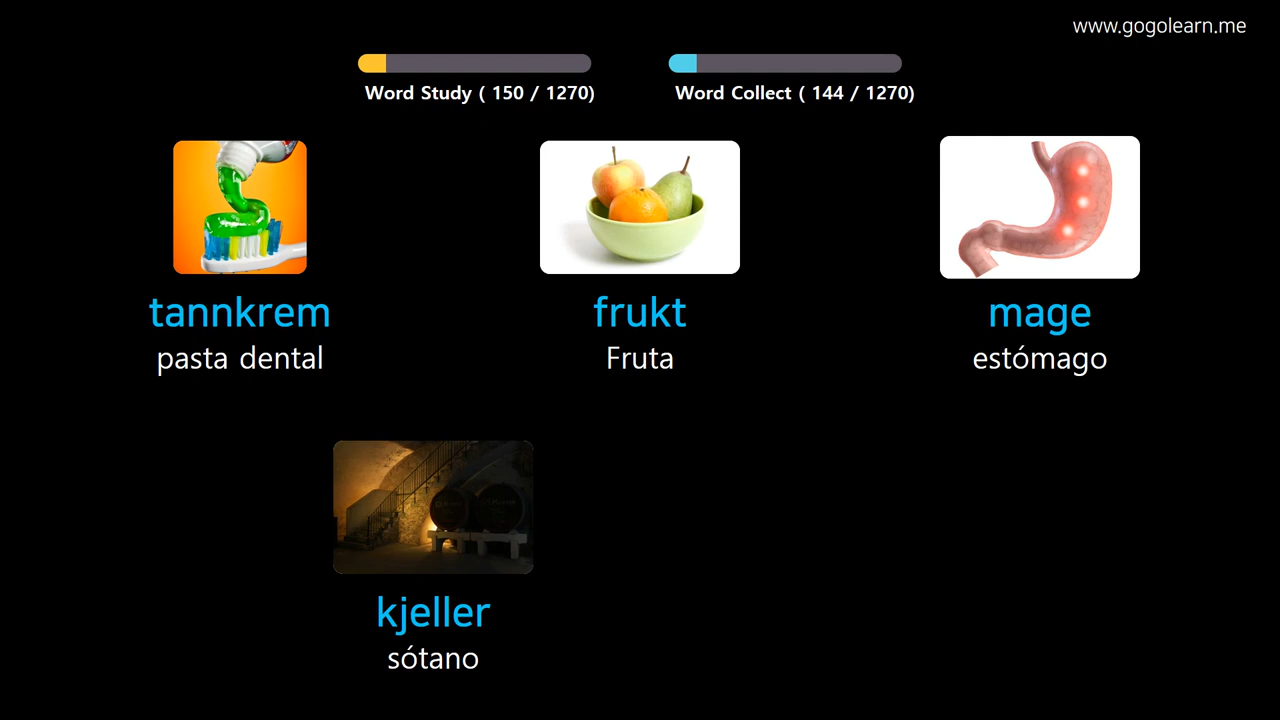 www.gogolearn.me
Word Study ( 150 / 1270)
Word Collect ( 144 / 1270)
tannkrem
pasta dental
frukt
Fruta
mage
estómago
kjeller
sótano